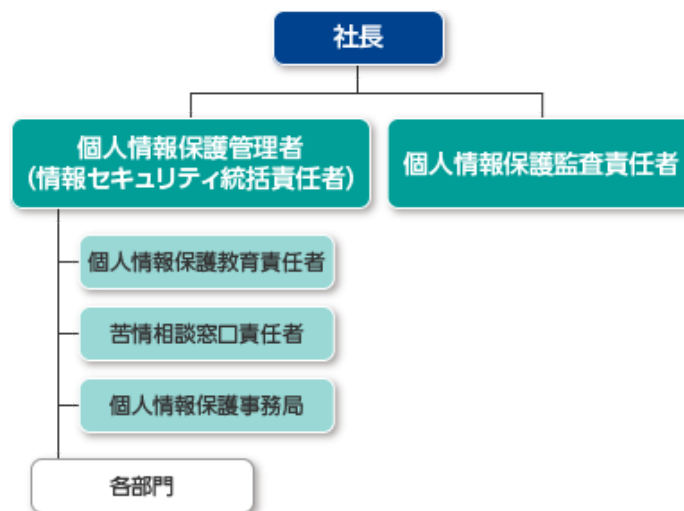 社長
個人情報保護管理者
(情報セキュリティ統括責任者)
個人情報保護監査責任者
個人情報保護教育責任者
苦情相談窓口責任者
個人情報保護事務局
各部門